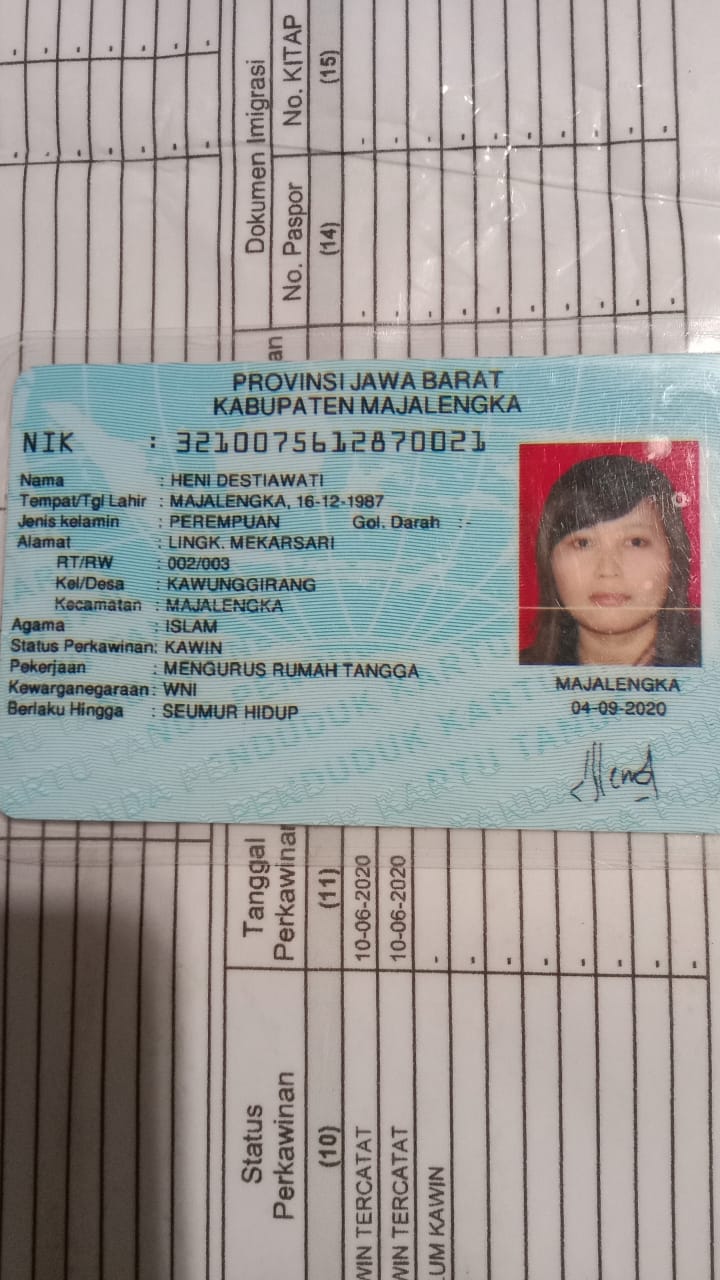 PROVINSI JAWA BARAT
KABUPATEN MAJALENGKA
NIK : 3210075612870021
Nama : HENI DESTIAWATI
Tempat/Tgl Lahir : MAJALENGKA, 16-12-1987
Jenis kelamin : PEREMPUAN Gol. Darah : -
Alamat : LINGK. MEKARSARI
RT/RW : 002/003
Kel/Desa : KAWUNGGIRANG
Kecamatan : MAJALENGKA
Agama : ISLAM
Status Perkawinan: KAWIN
Pekerjaan : MENGURUS RUMAH TANGGA
Kewarganegaraan: WNI
Berlaku Hingga : SEUMUR HIDUP
MAJALENGKA
04-09-2020
Dokumen Imigrasi
No. Paspor No. KITAP
(14) (15)
Status Perkawinan
Tanggal Perkawinan
(10) (11)
WIN TERCATAT 10-06-2020
WIN TERCATAT 10-06-2020
UM KAWIN -